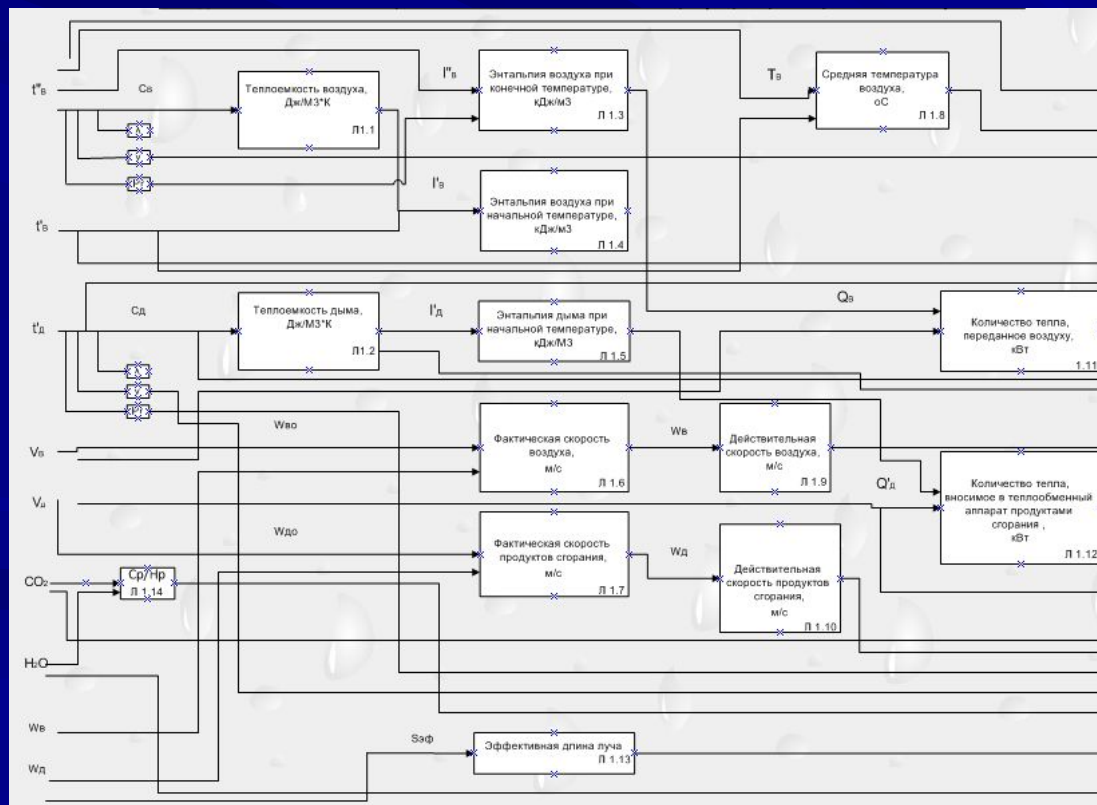 t"в
Св
Теплоемкость воздуха,
Дж/М3*К
Л1.1
I"в
Энтальпия воздуха при
конечной температуре,
кДж/м3
Л 1.3
Тв
Средняя температура
воздуха,
оС
Л 1.8
I'в
Энтальпия воздуха при
начальной температуре,
кДж/м3
Л 1.4
t'в
t'д
Сд
Теплоемкость дыма,
Дж/М3*К
Л1.2
I'д
Энтальпия дыма при
начальной температуре,
кДж/М3
Л 1.5
Qв
Количество тепла,
переданное воздуху,
кВт
1.11
Vв
Wво
Фактическая скорость
воздуха,
м/с
Л 1.6
Wв
Действительная
скорость воздуха,
м/с
Л 1.9
Q'д
Количество тепла,
вносимое в теплообменный
аппарат продуктами
сгорания ,
кВт
Л 1.12
Vд
Wдо
Фактическая скорость
продуктов сгорания,
м/с
Л 1.7
Wд
Действительная
скорость продуктов
сгорания,
м/с
Л 1.10
CO₂
Ср/Нр
Л 1.14
H₂O
Wв
Wд
Sэф
Эффективная длина луча
Л 1.13